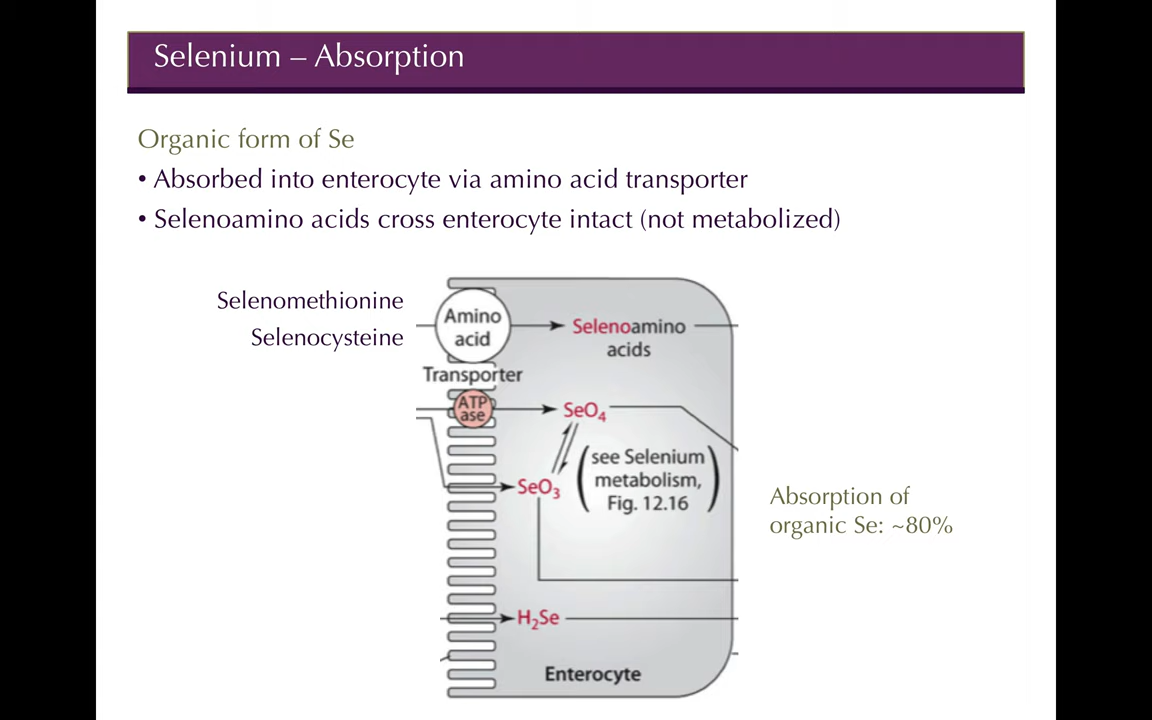 Selenium – Absorption
Organic form of Se
• Absorbed into enterocyte via amino acid transporter
• Selenoamino acids cross enterocyte intact (not metabolized)
Selenomethionine
Selenocysteine
Amino
acid
Transporter
Selenoamino
acids
ATP
ase
SeO₄
SeO₃
(see Selenium
metabolism,
Fig. 12.16)
H₂Se
Enterocyte
Absorption of
organic Se: ~80%